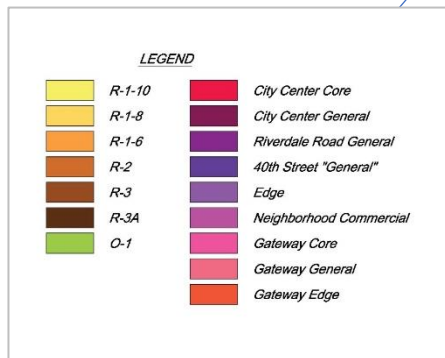 LEGEND
R-1-10
R-1-8
R-1-6
R-2
R-3
R-3A
O-1
City Center Core
City Center General
Riverdale Road General
40th Street "General"
Edge
Neighborhood Commercial
Gateway Core
Gateway General
Gateway Edge